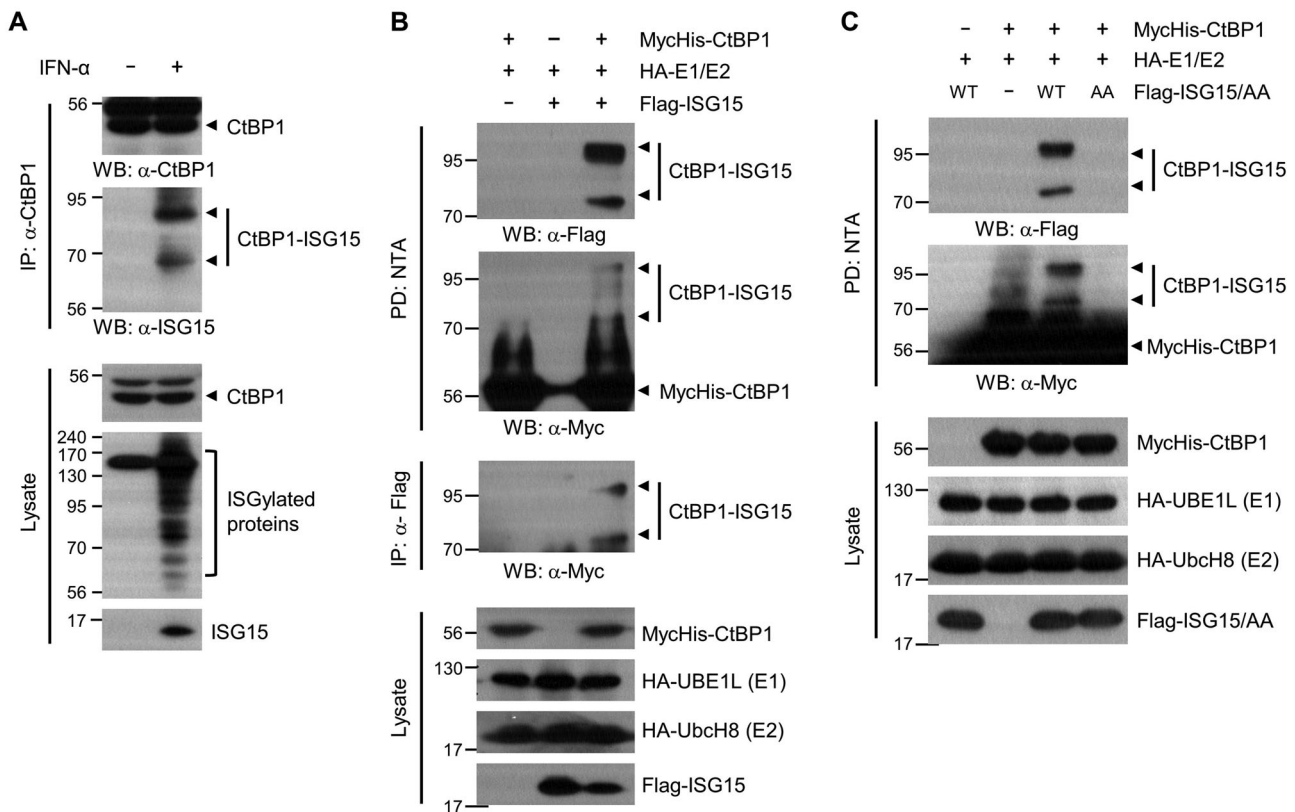 A
IFN-α – +
IP: α-CtBP1
56
CtBP1
WB: α-CtBP1
95
70
56
CtBP1-ISG15
WB: α-ISG15
Lysate
56
CtBP1
240
170
130
95
70
56
ISGylated
proteins
17
ISG15
B
+ – + MycHis-CtBP1
+ + + HA-E1/E2
– + + Flag-ISG15
PD: NTA
95
70
CtBP1-ISG15
WB: α-Flag
95
70
56
CtBP1-ISG15
MycHis-CtBP1
WB: α-Myc
IP: α- Flag
95
70
CtBP1-ISG15
WB: α-Myc
Lysate
56
MycHis-CtBP1
130
HA-UBE1L (E1)
HA-UbcH8 (E2)
17
Flag-ISG15
17
C
– + + + MycHis-CtBP1
+ + + + HA-E1/E2
WT – WT AA Flag-ISG15/AA
PD: NTA
95
70
CtBP1-ISG15
WB: α-Flag
95
70
56
CtBP1-ISG15
MycHis-CtBP1
WB: α-Myc
Lysate
56
MycHis-CtBP1
130
HA-UBE1L (E1)
HA-UbcH8 (E2)
17
Flag-ISG15/AA
17